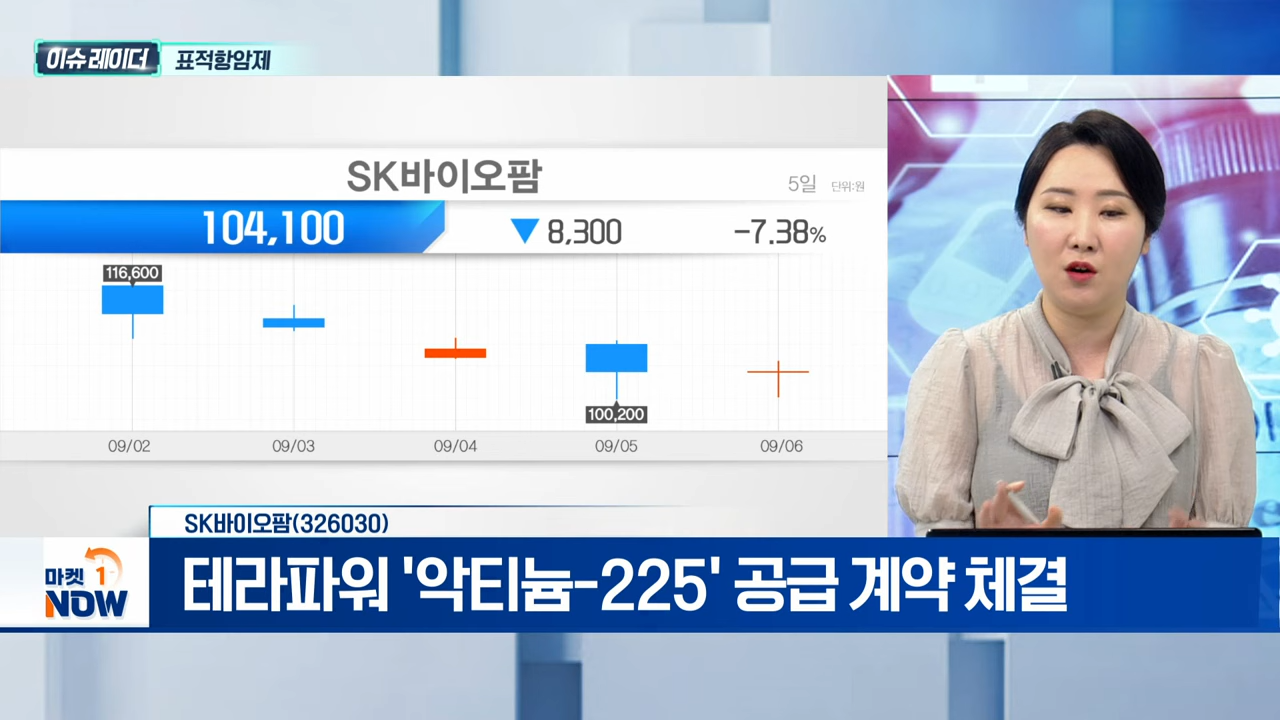 이슈 레이더 표적항암제
SK바이오팜
5일 단위:원
104,100 ▼8,300 -7.38%
116,600
100,200
09/02 09/03 09/04 09/05 09/06
SK바이오팜(326030)
마켓 1 NOW
테라파워 '악티늄-225' 공급 계약 체결